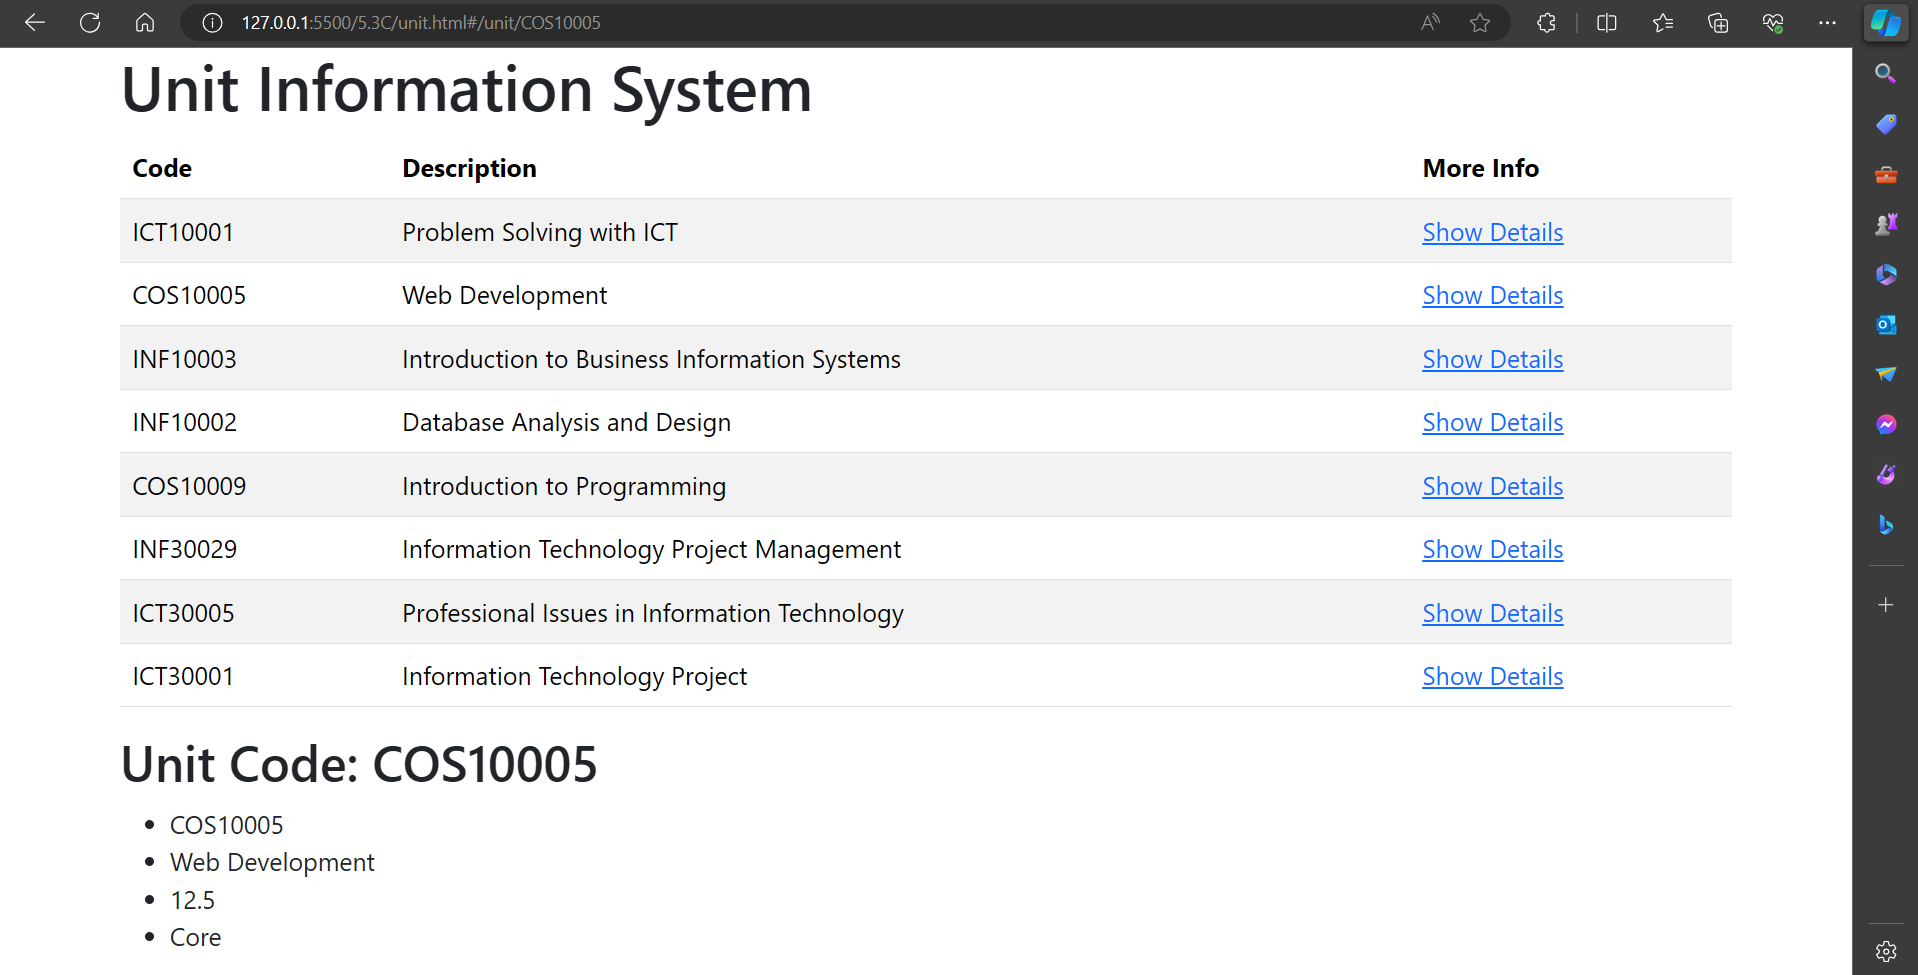 127.0.0.1:5500/5.3C/unit.html#/unit/COS10005
Unit Information System
Code Description More Info
ICT10001 Problem Solving with ICT Show Details
COS10005 Web Development Show Details
INF10003 Introduction to Business Information Systems Show Details
INF10002 Database Analysis and Design Show Details
COS10009 Introduction to Programming Show Details
INF30029 Information Technology Project Management Show Details
ICT30005 Professional Issues in Information Technology Show Details
ICT30001 Information Technology Project Show Details
Unit Code: COS10005
COS10005
Web Development
12.5
Core